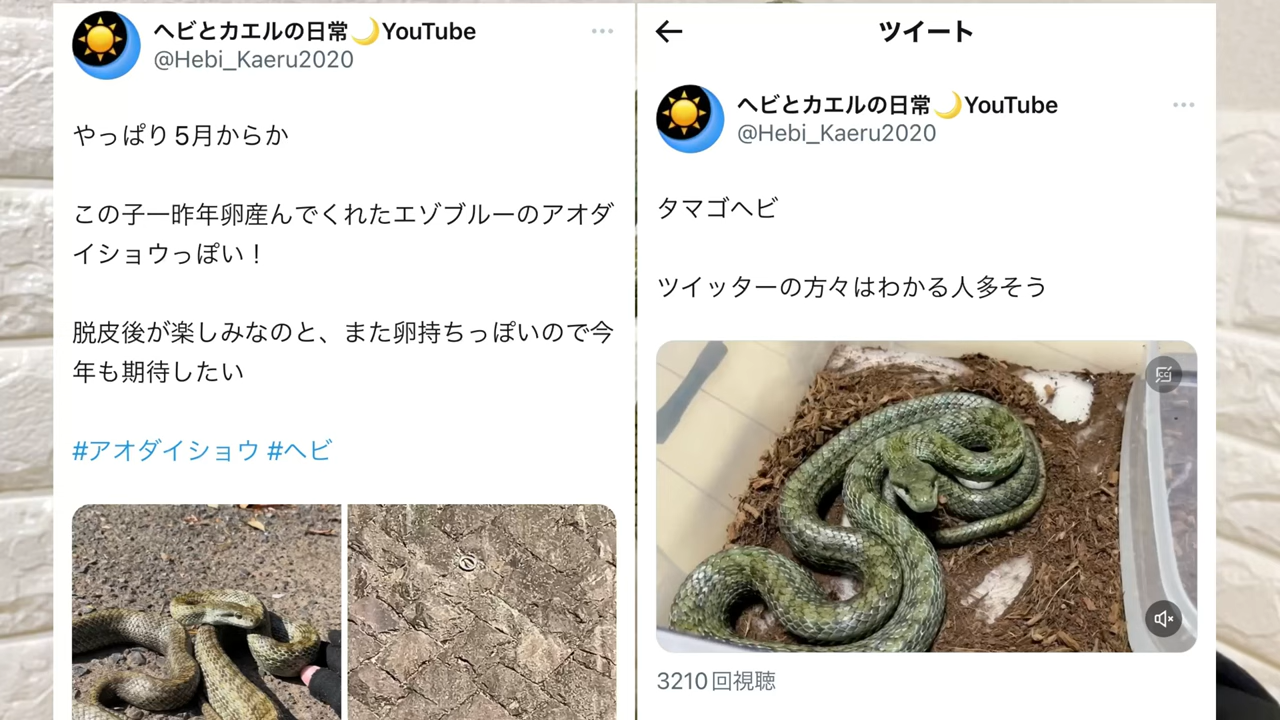 ヘビとカエルの日常🌙YouTube
@Hebi_Kaeru2020
やっぱり5月からか
この子一昨年卵産んでくれたエゾブルーのアオダ
イショウっぽい！
脱皮後が楽しみなのと、また卵持ちっぽいので今
年も期待したい
#アオダイショウ #ヘビ
ツイート
ヘビとカエルの日常🌙YouTube
@Hebi_Kaeru2020
タマゴヘビ
ツイッターの方々はわかる人多そう
3210回視聴